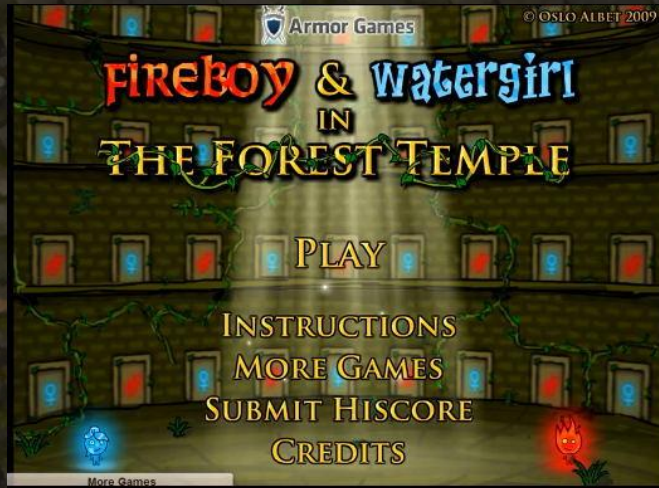 Armor Games
© OSLO ALBET 2009
FIREBOY & WATERGIRL
IN
THE FOREST TEMPLE
PLAY
INSTRUCTIONS
MORE GAMES
SUBMIT HISCORE
CREDITS
More Games